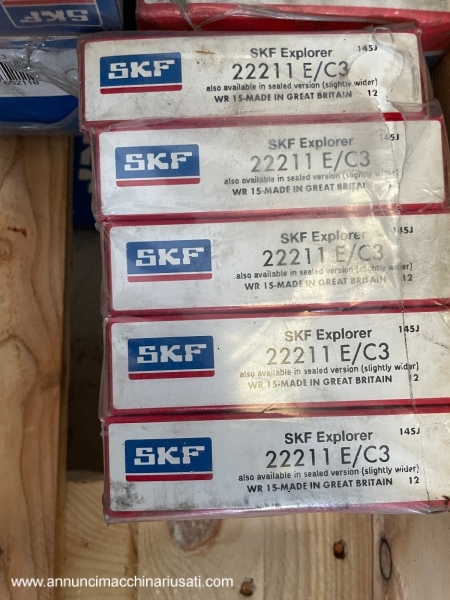 652110
SKF
SKF Explorer
145J
22211 E/C3
also available in sealed version (slightly wider)
WR 15-MADE IN GREAT BRITAIN 12
SKF
SKF Explorer
145J
22211 E/C3
also available in sealed version (slightly wider)
WR 15-MADE IN GREAT BRITAIN 12
SKF
SKF Explorer
145J
22211 E/C3
also available in sealed version (slightly wider)
WR 15-MADE IN GREAT BRITAIN 12
SKF
SKF Explorer
145J
22211 E/C3
also available in sealed version (slightly wider)
WR 15-MADE IN GREAT BRITAIN 12
SKF
SKF Explorer
145J
22211 E/C3
also available in sealed version (slightly wider)
WR 15-MADE IN GREAT BRITAIN 12
www.annuncimacchinariusati.com